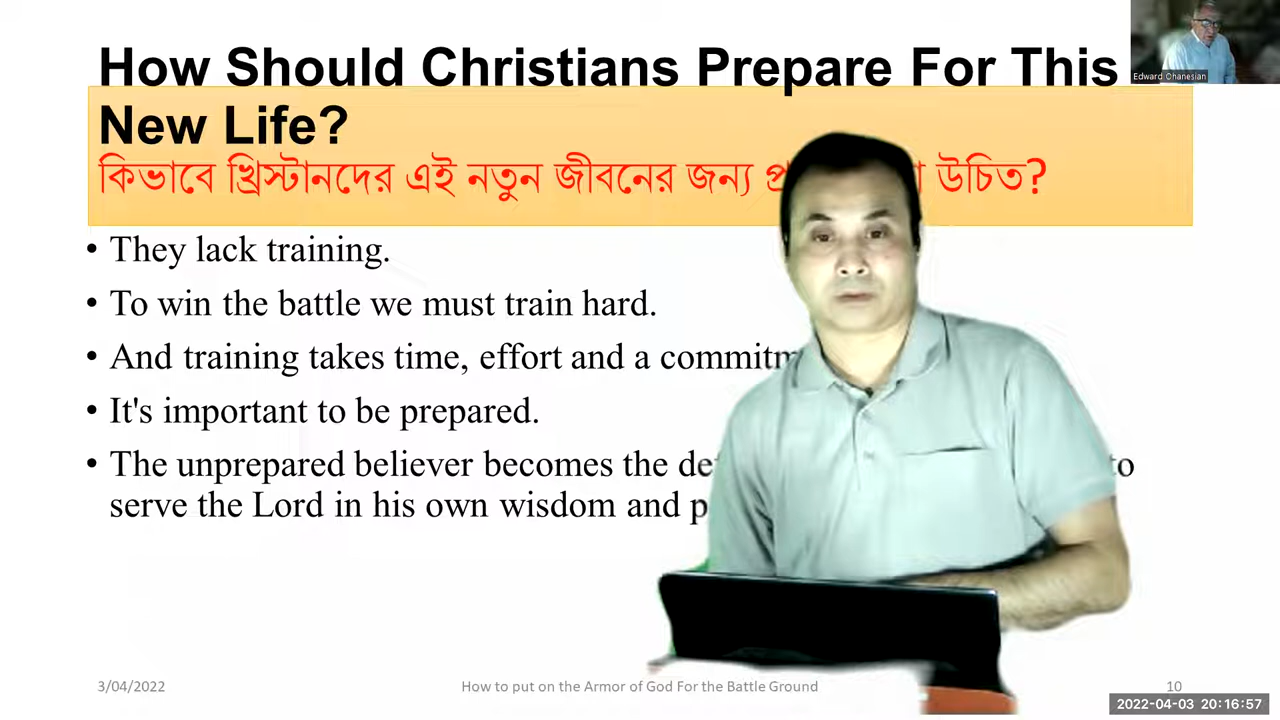 How Should Christians Prepare For This
Edward Ohanesian
New Life?
কিভাবে খ্রিস্টানদের এই নতুন জীবনের জন্য উচিত?
• They lack training.
• To win the battle we must train hard.
• And training takes time, effort and a
• It's important to be prepared.
• The unprepared believer becomes the to
serve the Lord in his own wisdom and
3/04/2022
How to put on the Armor of God For the Battle Ground
10
2022-04-03 20:16:57